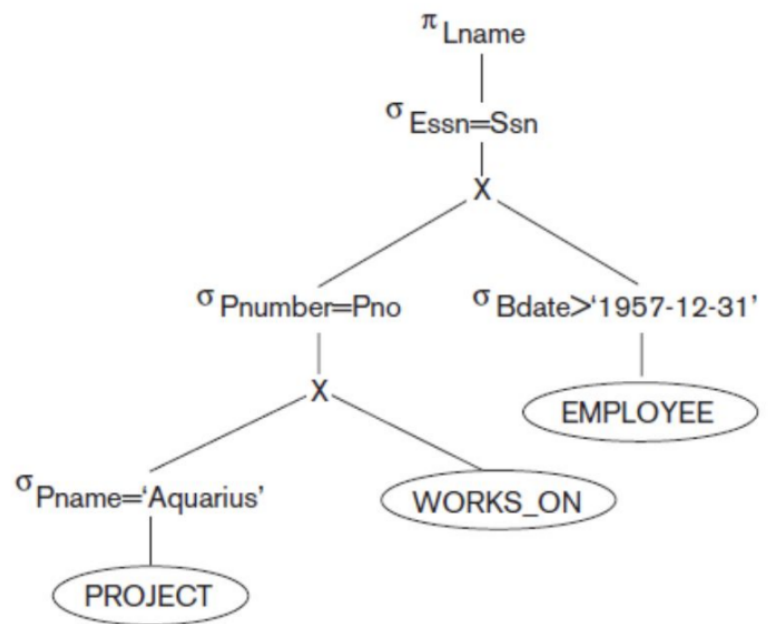 π Lname
σ Essn=Ssn
X
σ Pnumber=Pno
σ Bdate>‘1957-12-31’
X
EMPLOYEE
σ Pname=‘Aquarius’
WORKS_ON
PROJECT